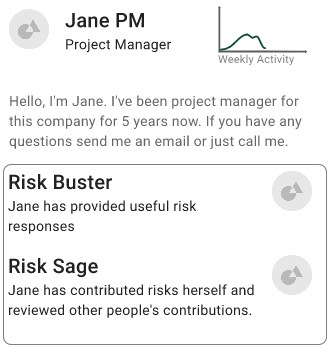 Jane PM
Project Manager
Weekly Activity
Hello, I'm Jane. I've been project manager for
this company for 5 years now. If you have any
questions send me an email or just call me.
Risk Buster
Jane has provided useful risk
responses
Risk Sage
Jane has contributed risks herself and
reviewed other people's contributions.